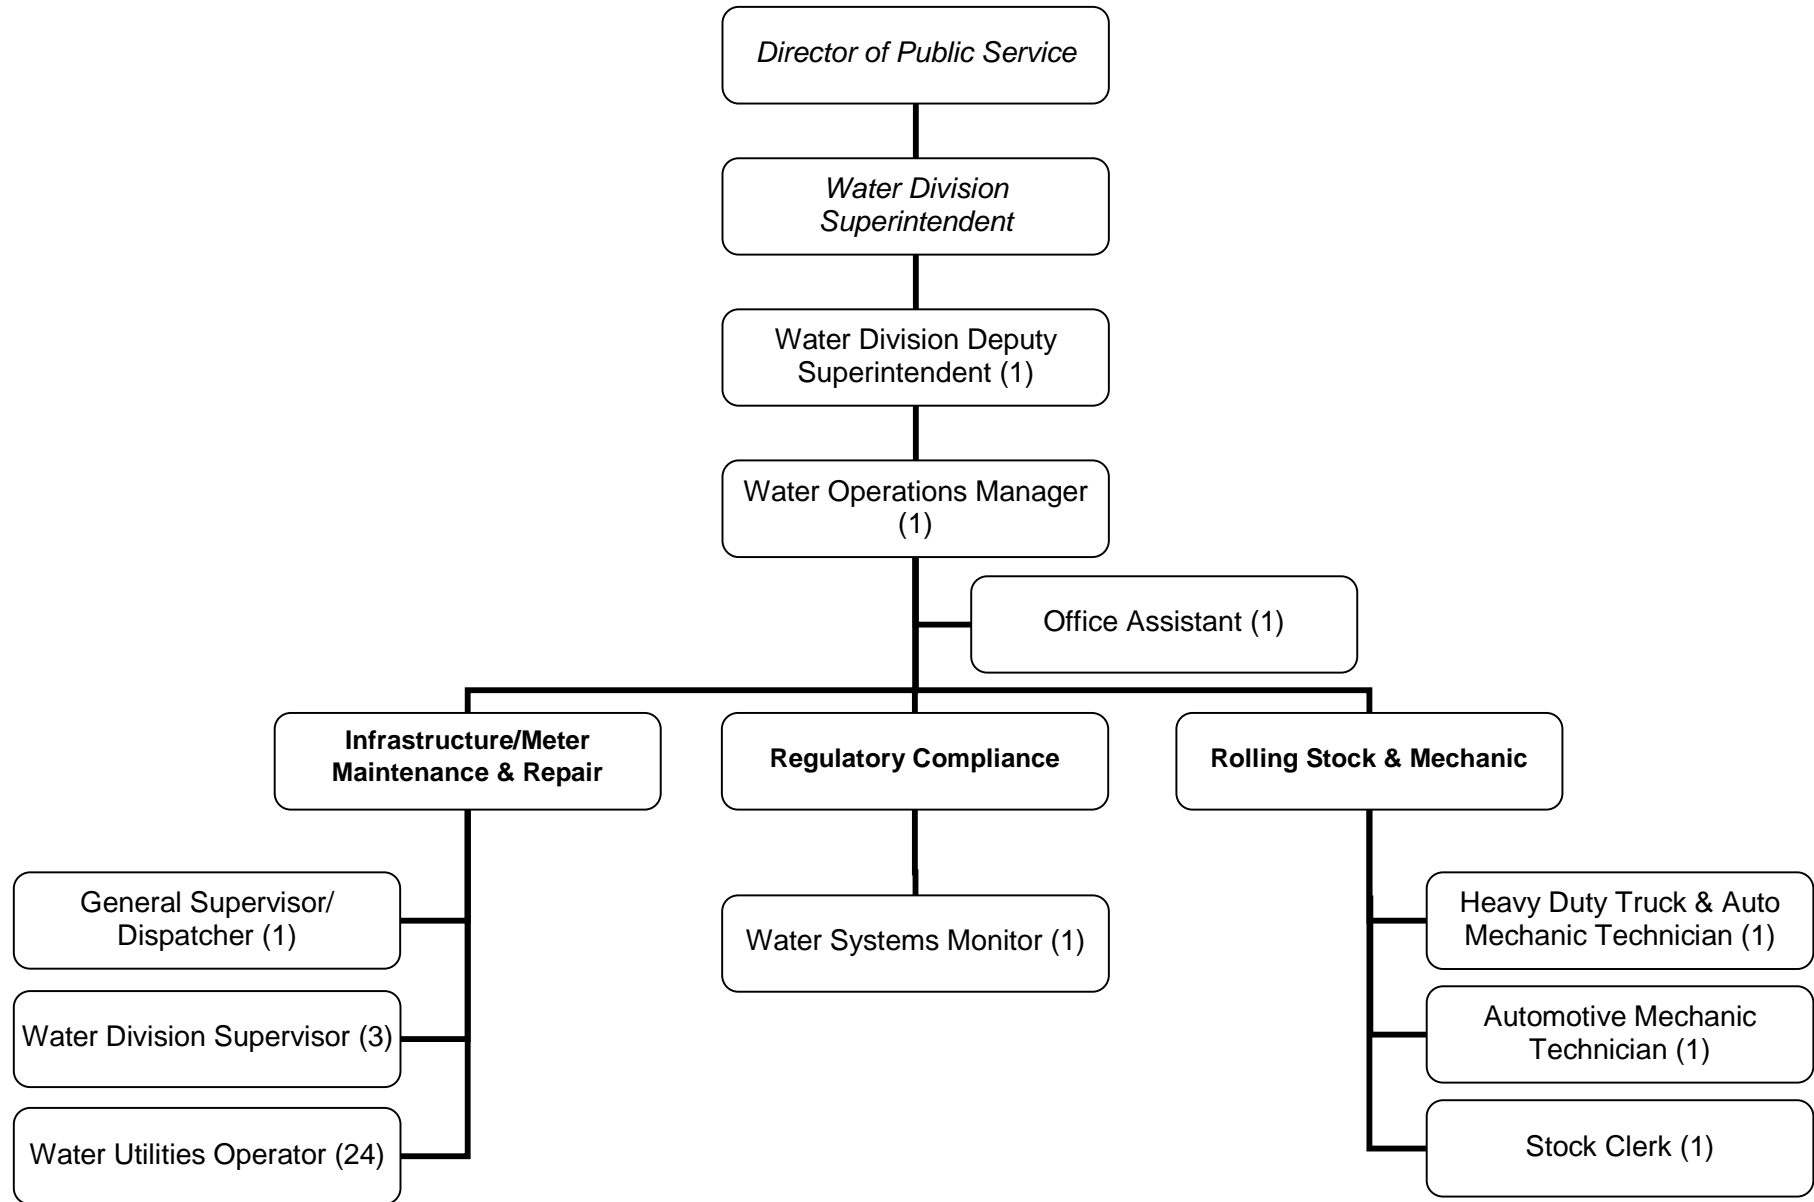 Director of Public Service
Water Division
Superintendent
Water Division Deputy
Superintendent (1)
Water Operations Manager
(1)
Office Assistant (1)
Infrastructure/Meter
Maintenance & Repair
Regulatory Compliance
Rolling Stock & Mechanic
General Supervisor/
Dispatcher (1)
Water Division Supervisor (3)
Water Utilities Operator (24)
Water Systems Monitor (1)
Heavy Duty Truck & Auto
Mechanic Technician (1)
Automotive Mechanic
Technician (1)
Stock Clerk (1)